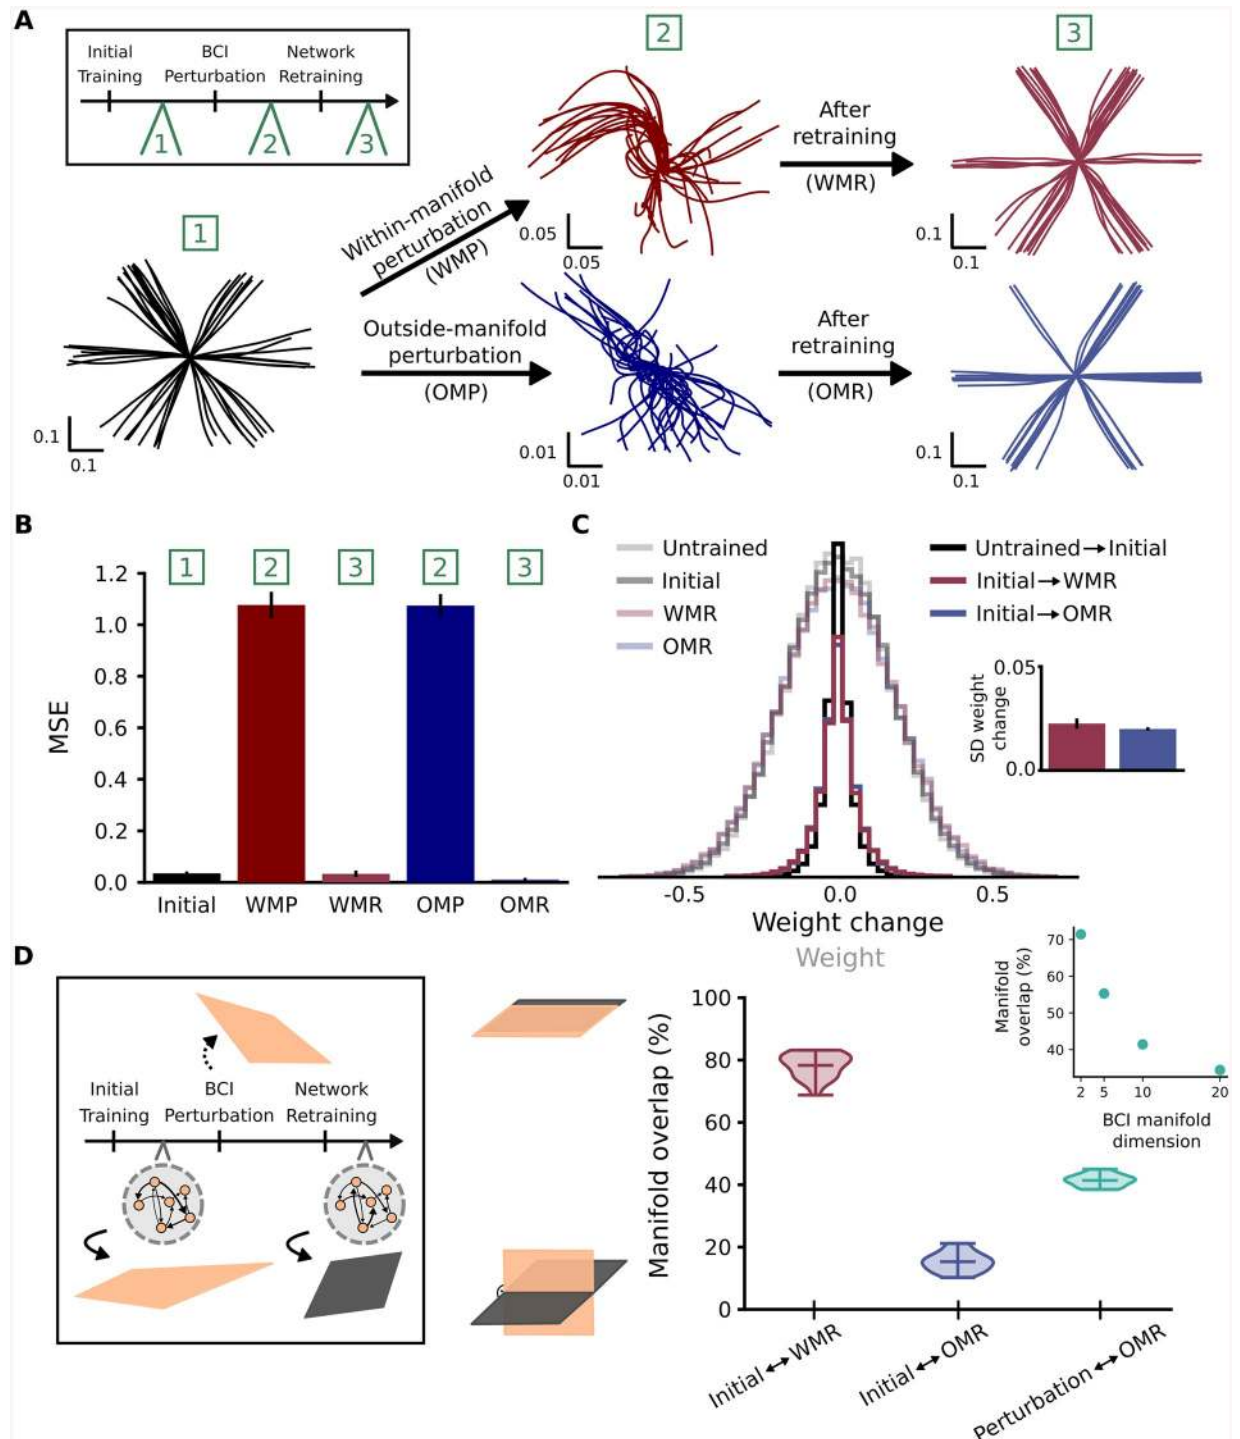 A
Initial
Training
BCI
Perturbation
Network
Retraining
1
2
3
1
0.1
0.1
Within-manifold
perturbation
(WMP)
Outside-manifold
perturbation
(OMP)
2
0.05
0.05
0.01
0.01
After
retraining
(WMR)
After
retraining
(OMR)
3
0.1
0.1
0.1
0.1
B
1
2
3
2
3
MSE
1.2
1.0
0.8
0.6
0.4
0.2
0.0
Initial
WMP
WMR
OMP
OMR
C
Untrained
Initial
WMR
OMR
Untrained→Initial
Initial→WMR
Initial→OMR
SD weight
change
0.05
0.0
-0.5
0.0
0.5
Weight change
Weight
D
Initial
Training
BCI
Perturbation
Network
Retraining
Manifold overlap (%)
100
80
60
40
20
0
Initial↔WMR
Initial↔OMR
Perturbation↔OMR
Manifold
overlap (%)
70
60
50
40
2
5
10
20
BCI manifold
dimension